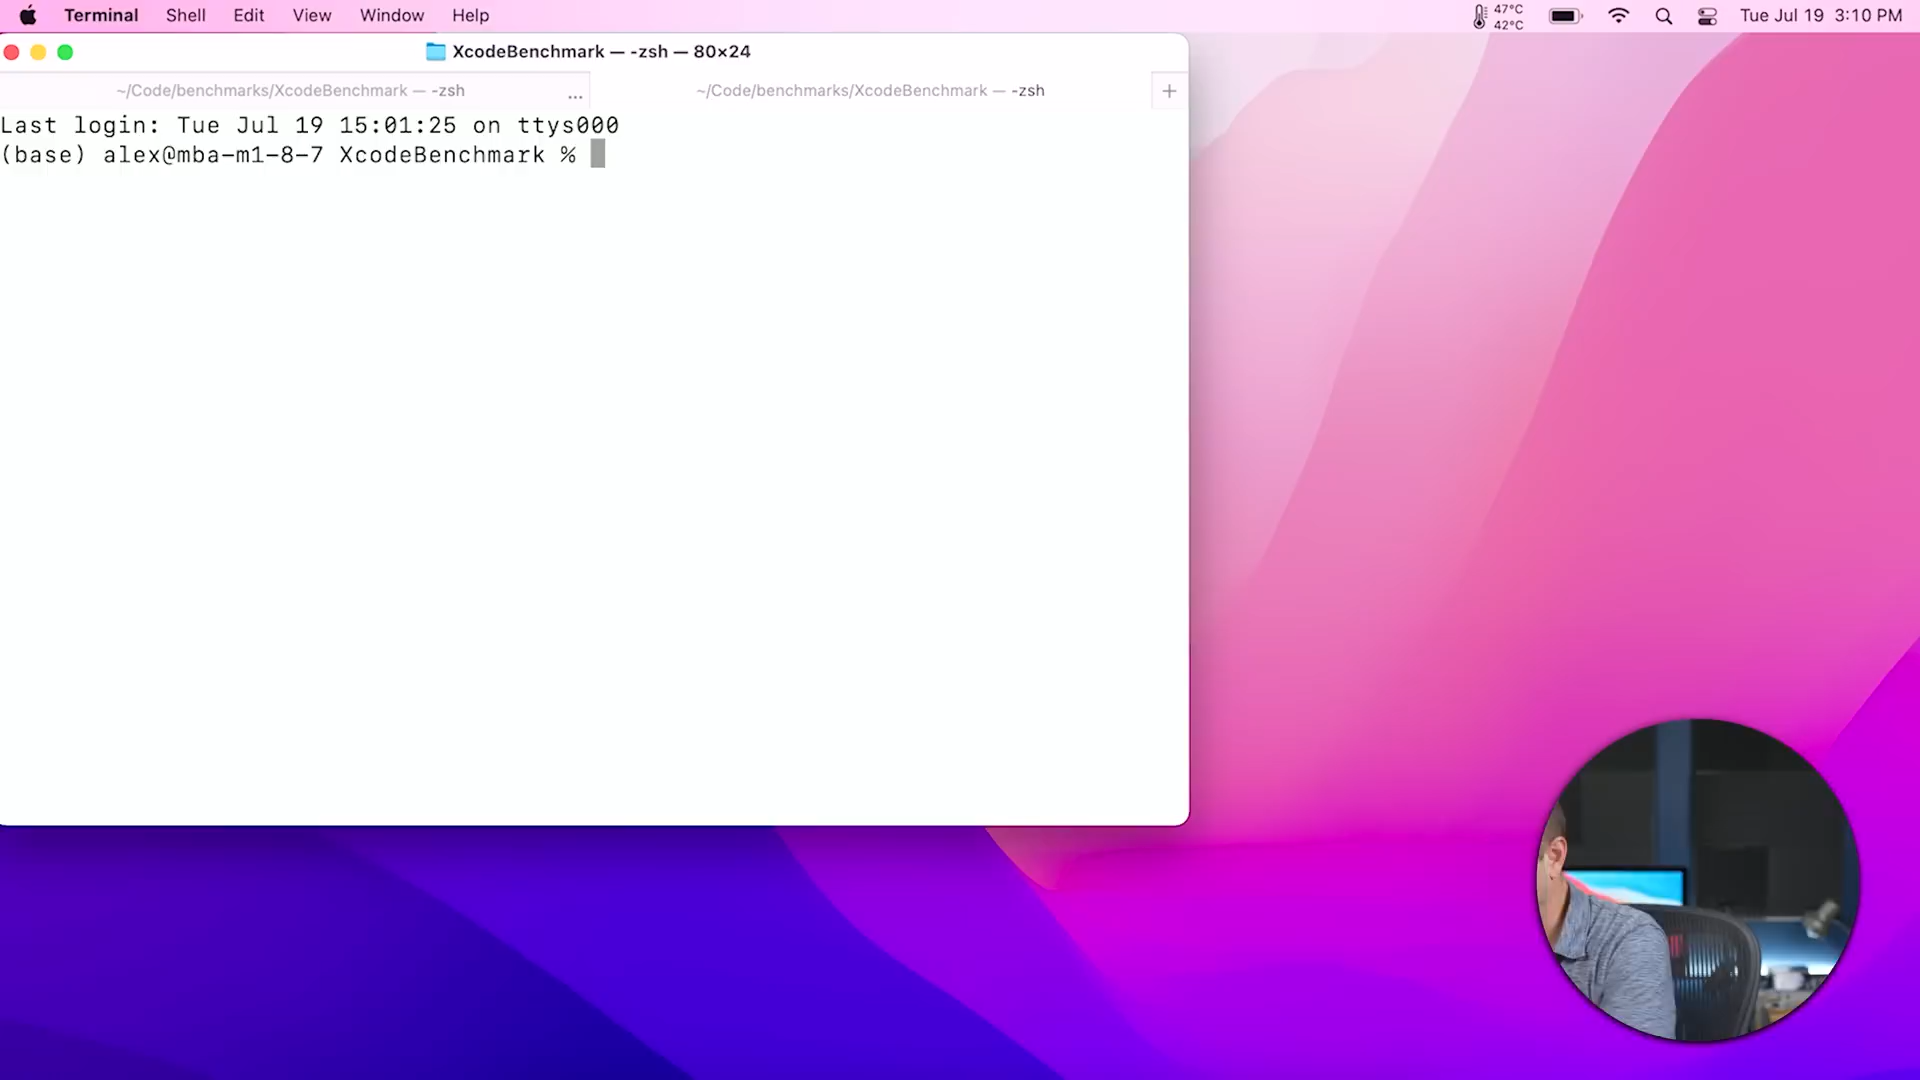 Terminal Shell Edit View Window Help 47°C 42°C Tue Jul 19 3:10 PM
XcodeBenchmark — -zsh — 80×24
~/Code/benchmarks/XcodeBenchmark — -zsh ... ~/Code/benchmarks/XcodeBenchmark — -zsh +
Last login: Tue Jul 19 15:01:25 on ttys000
(base) alex@mba-m1-8-7 XcodeBenchmark %